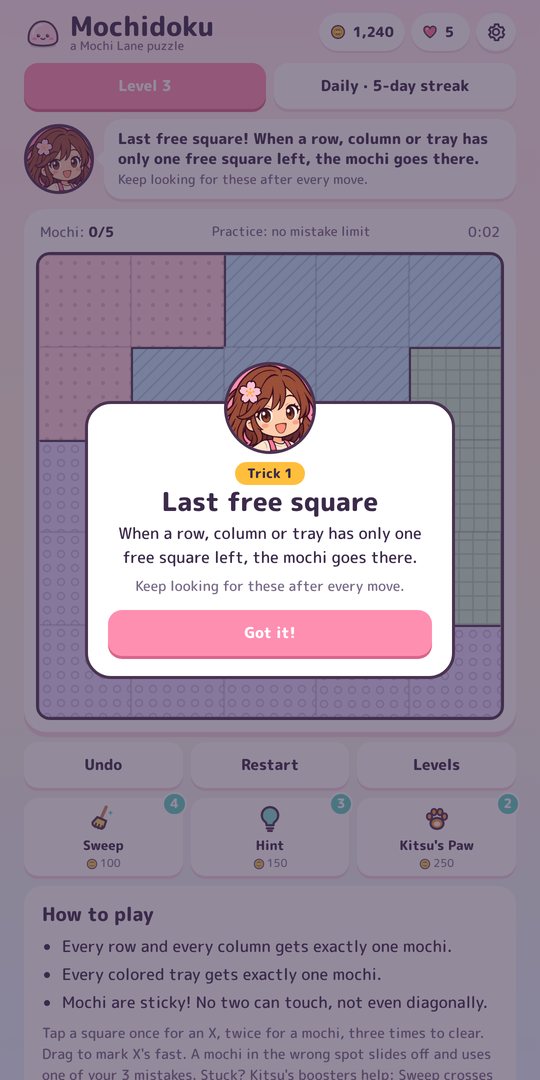 Mochidoku
a Mochi Lane puzzle
1,240
5
Level 3
Daily · 5-day streak
Last free square! When a row, column or tray has
only one free square left, the mochi goes there.
Keep looking for these after every move.
Mochi: 0/5
Practice: no mistake limit
0:02
Trick 1
Last free square
When a row, column or tray has only one
free square left, the mochi goes there.
Keep looking for these after every move.
Got it!
Undo
Restart
Levels
4
Sweep
100
3
Hint
150
2
Kitsu's Paw
250
How to play
• Every row and every column gets exactly one mochi.
• Every colored tray gets exactly one mochi.
• Mochi are sticky! No two can touch, not even diagonally.
Tap a square once for an X, twice for a mochi, three times to clear.
Drag to mark X's fast. A mochi in the wrong spot slides off and uses
one of your 3 mistakes. Stuck? Kitsu's boosters help: Sweep crosses